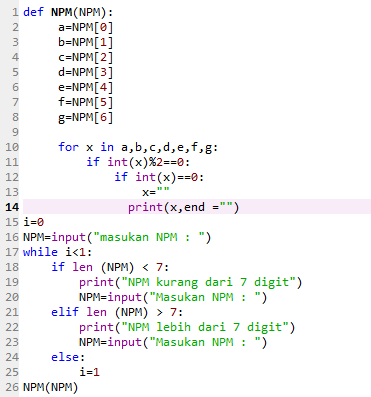 1 def NPM(NPM):
2      a=NPM[0]
3      b=NPM[1]
4      c=NPM[2]
5      d=NPM[3]
6      e=NPM[4]
7      f=NPM[5]
8      g=NPM[6]
9
10      for x in a,b,c,d,e,f,g:
11          if int(x)%2==0:
12              if int(x)==0:
13                  x=""
14                print(x,end ="")
15 i=0
16 NPM=input("masukan NPM : ")
17 while i<1:
18     if len (NPM) < 7:
19         print("NPM kurang dari 7 digit")
20         NPM=input("Masukan NPM : ")
21     elif len (NPM) > 7:
22         print("NPM lebih dari 7 digit")
23         NPM=input("Masukan NPM : ")
24     else:
25         i=1
26 NPM(NPM)